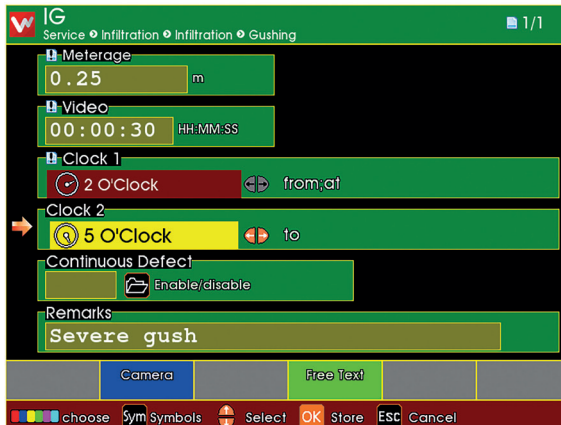 IG
Service Infiltration Infiltration Gushing
1/1
Meterage
0.25 m
Video
00:00:30 HH:MM:SS
Clock 1
2 O'Clock from;at
Clock 2
5 O'Clock to
Continuous Defect
Enable/disable
Remarks
Severe gush
Camera Free Text
choose Sym Symbols Select OK Store ESC Cancel